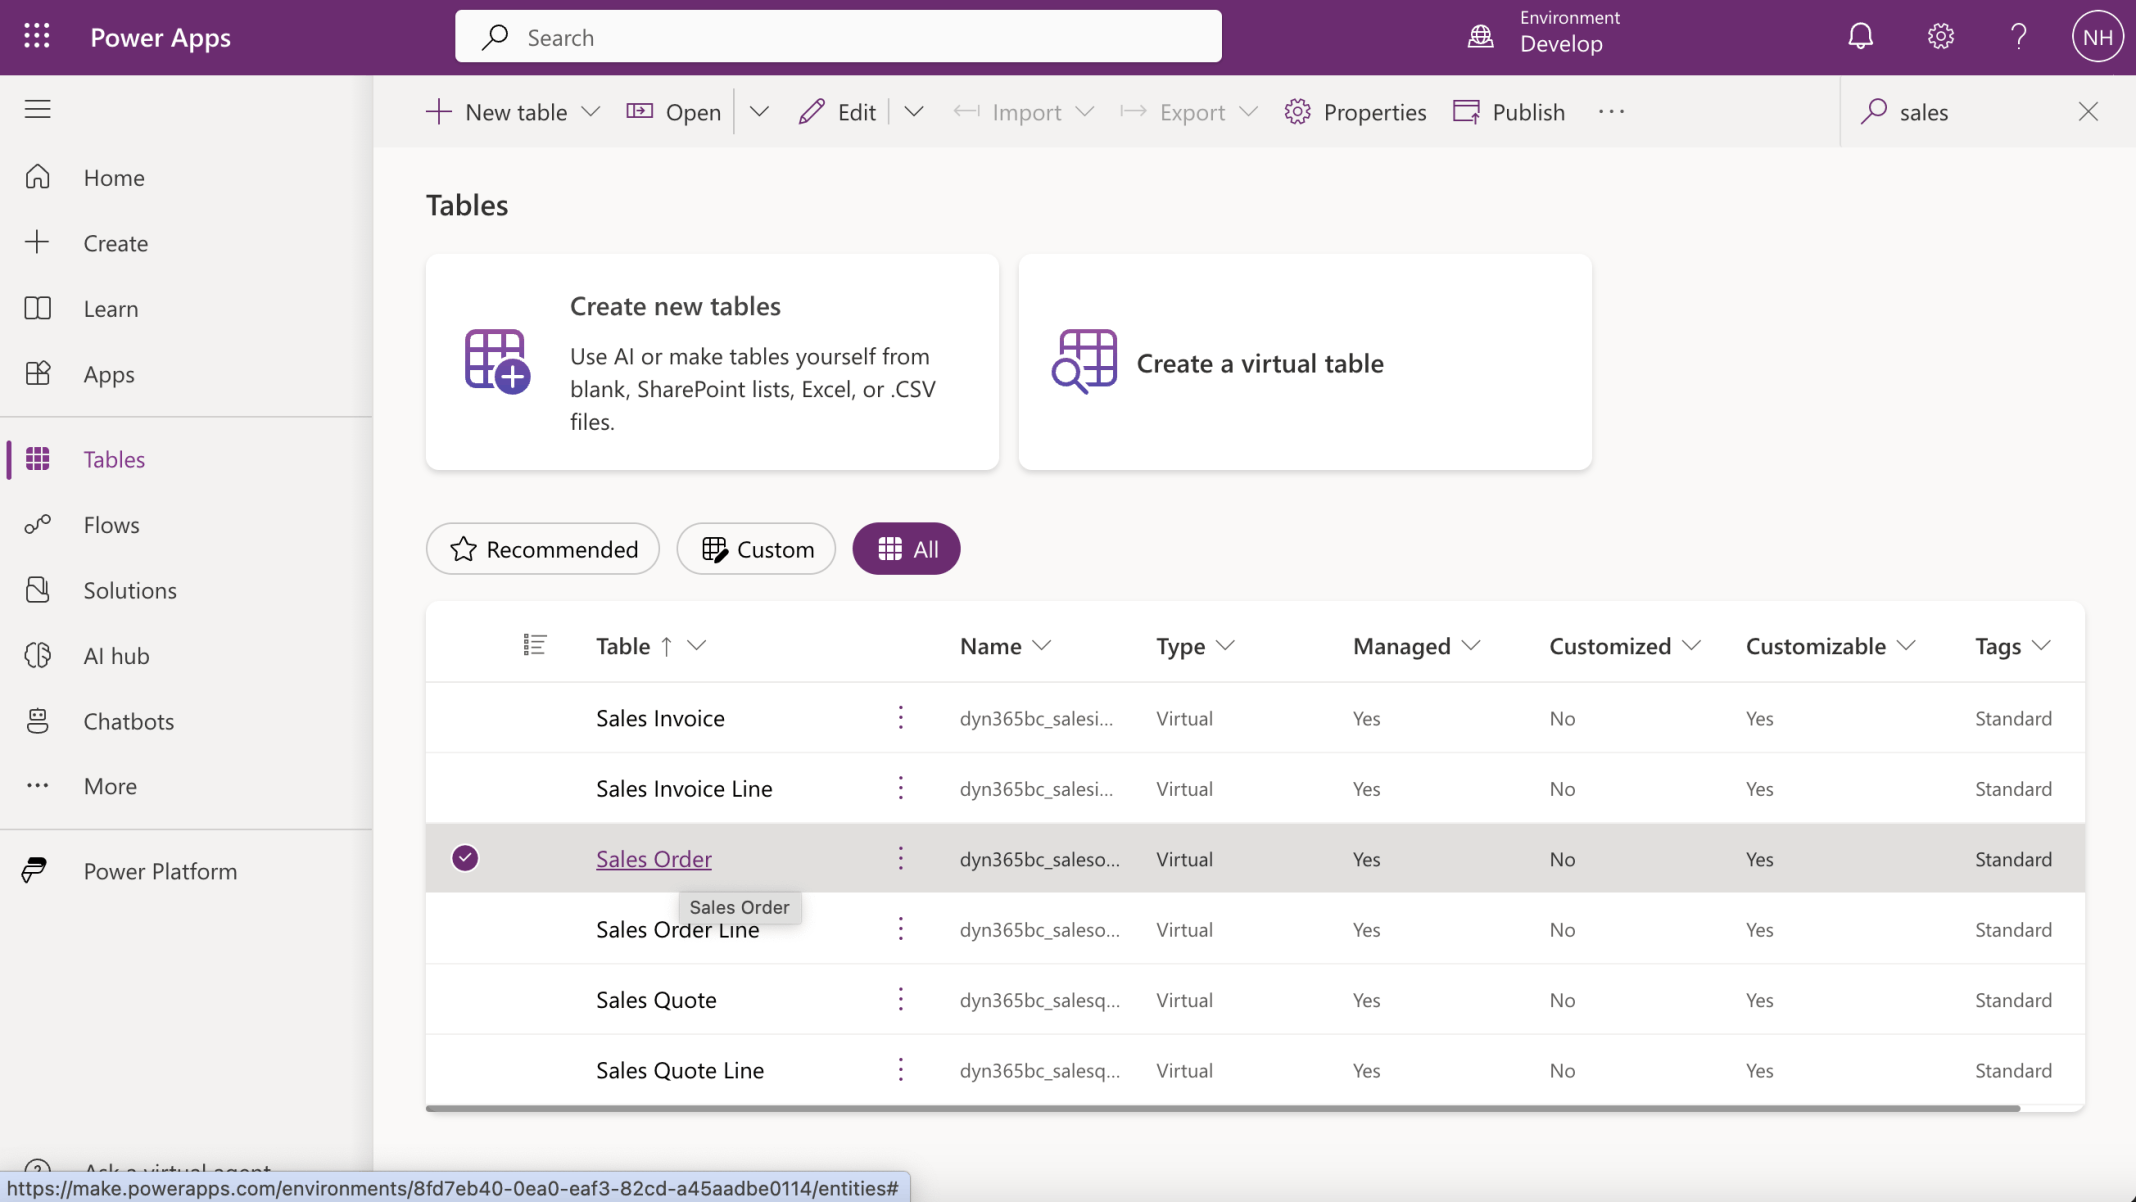 Power Apps
Search
Environment
Develop
NH
New table
Open
Edit
Import
Export
Properties
Publish
sales
Home
Create
Learn
Apps
Tables
Flows
Solutions
AI hub
Chatbots
More
Power Platform
Tables
Create new tables
Use AI or make tables yourself from
blank, SharePoint lists, Excel, or .CSV
files.
Create a virtual table
Recommended
Custom
All
Table Name Type Managed Customized Customizable Tags
Sales Invoice dyn365bc_salesi... Virtual Yes No Yes Standard
Sales Invoice Line dyn365bc_salesi... Virtual Yes No Yes Standard
Sales Order dyn365bc_saleso... Virtual Yes No Yes Standard
Sales Order
Sales Order Line dyn365bc_saleso... Virtual Yes No Yes Standard
Sales Quote dyn365bc_salesq... Virtual Yes No Yes Standard
Sales Quote Line dyn365bc_salesq... Virtual Yes No Yes Standard
Ask a virtual agent
https://make.powerapps.com/environments/8fd7eb40-0ea0-eaf3-82cd-a45aadbe0114/entities#